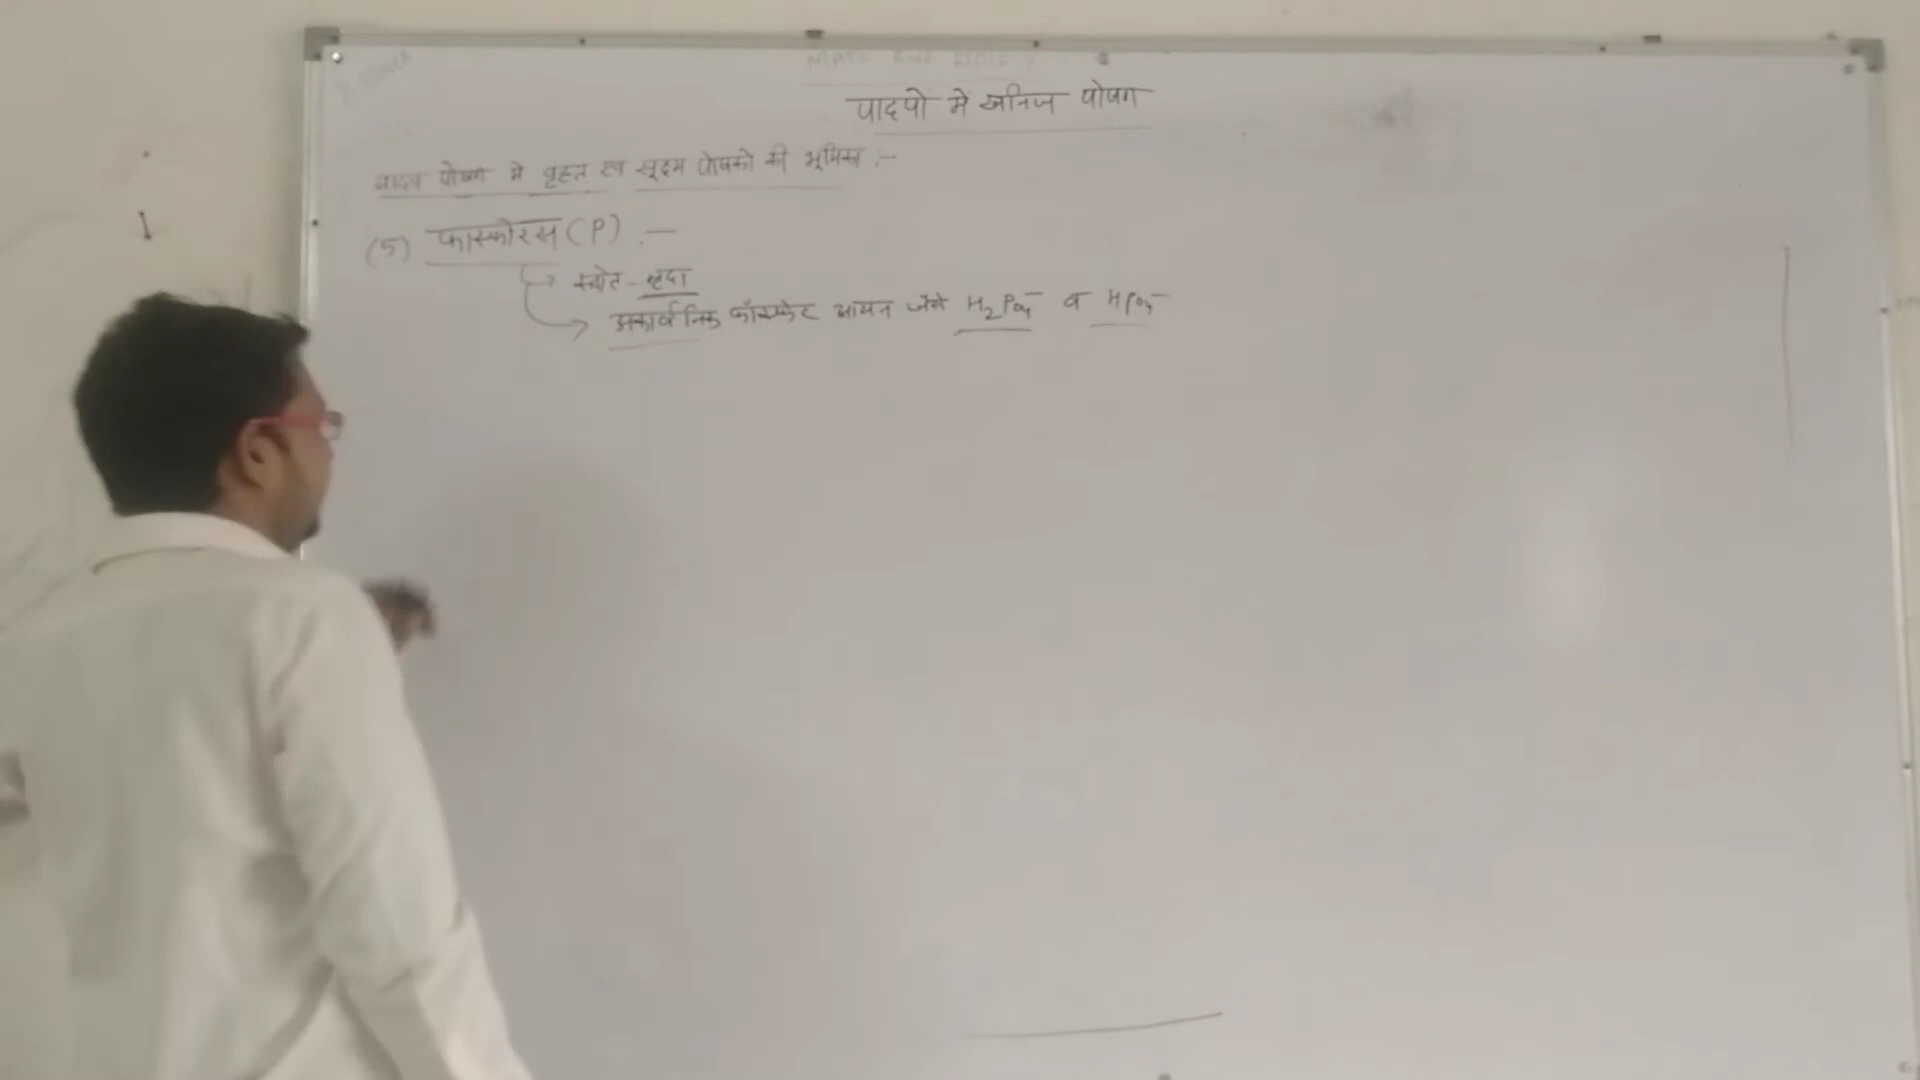 पादपो मे खनिज पोषण
पादप पोषण मे वृहत एव सूक्ष्म पोषको की भूमिका :-
(5) फास्फोरस (P) :-
→ स्त्रोत - मृदा
→ अकार्बनिक फॉस्फेट आयन जैसे H₂PO₄⁻ व HPO₄⁻